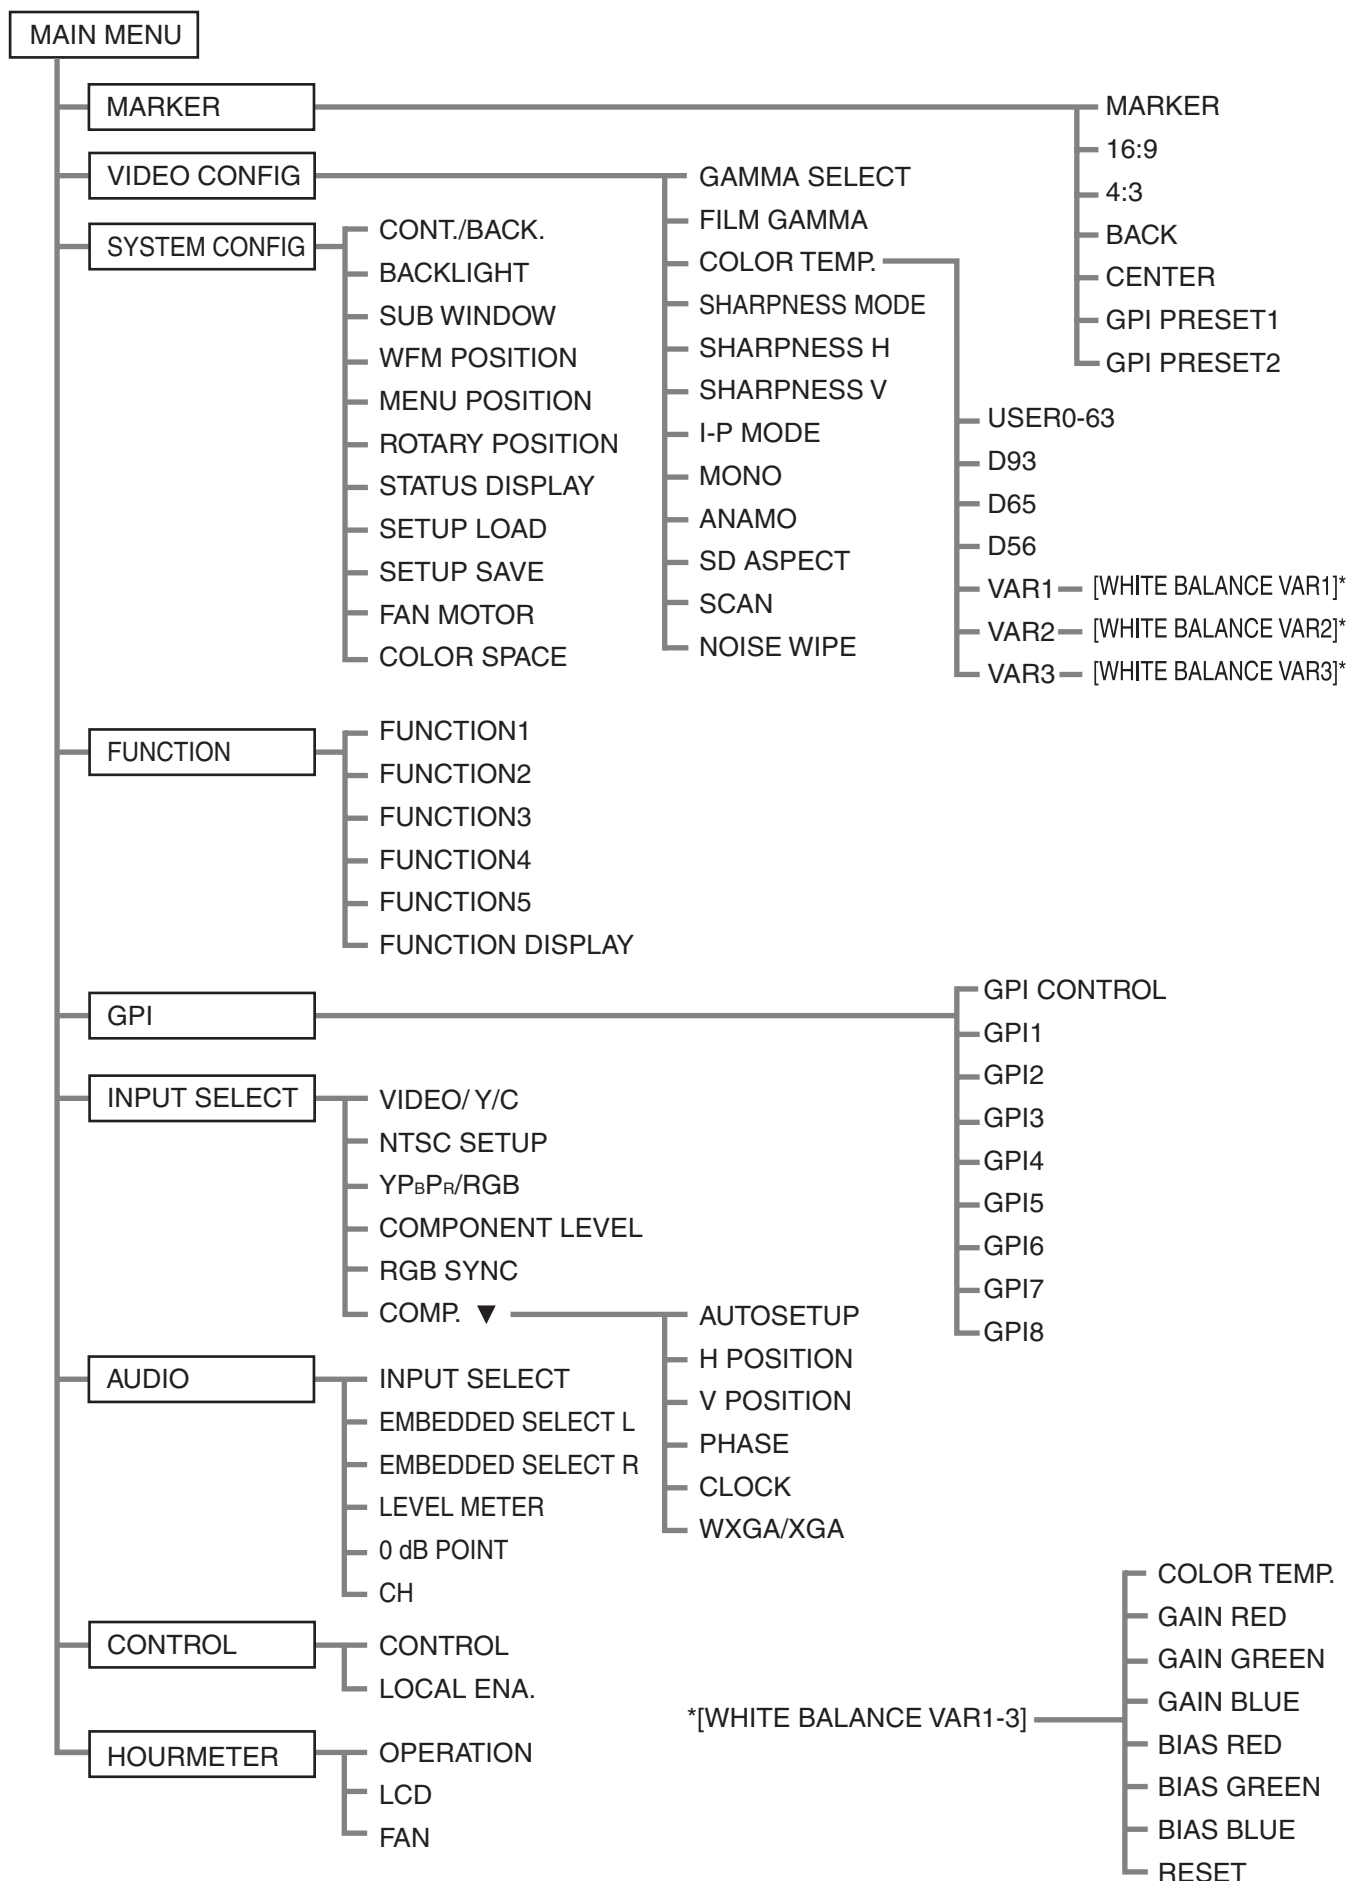 MAIN MENU
MARKER
MARKER
16:9
4:3
BACK
CENTER
GPI PRESET1
GPI PRESET2
VIDEO CONFIG
GAMMA SELECT
FILM GAMMA
COLOR TEMP.
SHARPNESS MODE
SHARPNESS H
SHARPNESS V
I-P MODE
MONO
ANAMO
SD ASPECT
SCAN
NOISE WIPE
USER0-63
D93
D65
D56
VAR1
[WHITE BALANCE VAR1]*
VAR2
[WHITE BALANCE VAR2]*
VAR3
[WHITE BALANCE VAR3]*
SYSTEM CONFIG
CONT./BACK.
BACKLIGHT
SUB WINDOW
WFM POSITION
MENU POSITION
ROTARY POSITION
STATUS DISPLAY
SETUP LOAD
SETUP SAVE
FAN MOTOR
COLOR SPACE
FUNCTION
FUNCTION1
FUNCTION2
FUNCTION3
FUNCTION4
FUNCTION5
FUNCTION DISPLAY
GPI
GPI CONTROL
GPI1
GPI2
GPI3
GPI4
GPI5
GPI6
GPI7
GPI8
INPUT SELECT
VIDEO/ Y/C
NTSC SETUP
YPBPR/RGB
COMPONENT LEVEL
RGB SYNC
COMP. ▼
AUTOSETUP
H POSITION
V POSITION
PHASE
CLOCK
WXGA/XGA
AUDIO
INPUT SELECT
EMBEDDED SELECT L
EMBEDDED SELECT R
LEVEL METER
0 dB POINT
CH
CONTROL
CONTROL
LOCAL ENA.
HOURMETER
OPERATION
LCD
FAN
*[WHITE BALANCE VAR1-3]
COLOR TEMP.
GAIN RED
GAIN GREEN
GAIN BLUE
BIAS RED
BIAS GREEN
BIAS BLUE
RESET